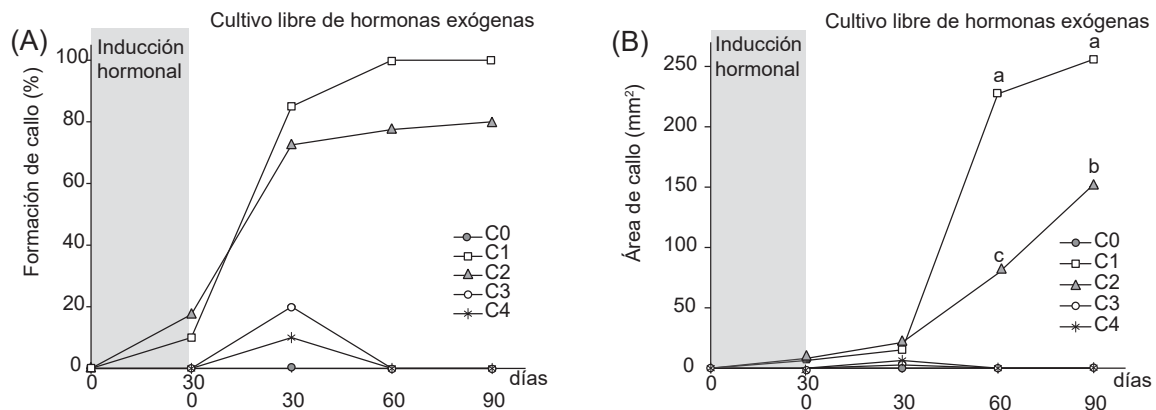 Cultivo libre de hormonas exógenas
(A)
Inducción
hormonal
Formación de callo (%)
100
80
60
40
20
0
C0
C1
C2
C3
C4
0 30 días
0 30 60 90
Cultivo libre de hormonas exógenas
(B)
Inducción
hormonal
Área de callo (mm²)
250
200
150
100
50
0
a
a
b
c
C0
C1
C2
C3
C4
0 30 días
0 30 60 90